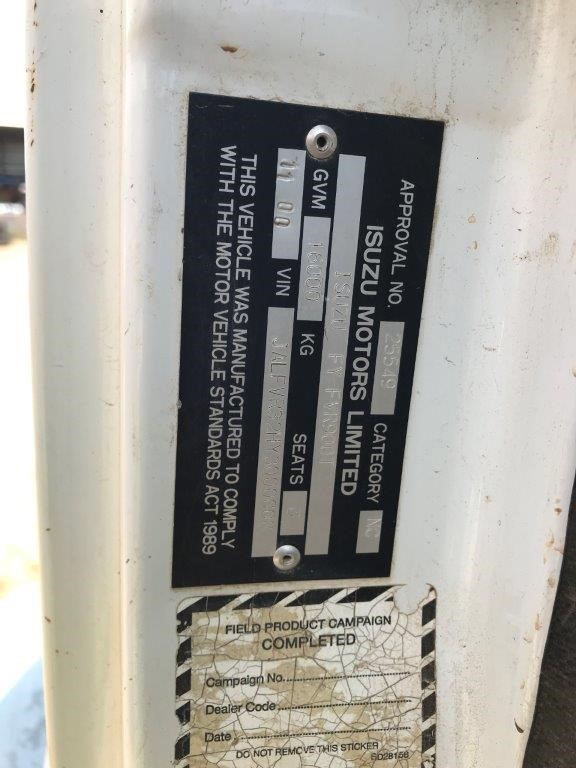 APPROVAL NO. 25549 CATEGORY NC
ISUZU MOTORS LIMITED
ISUZU
GVM 16000 KG SEATS
11 00 VIN
THIS VEHICLE WAS MANUFACTURED TO COMPLY
WITH THE MOTOR VEHICLE STANDARDS ACT 1989
FIELD PRODUCT CAMPAIGN
COMPLETED
Campaign No.
Dealer Code
Date
DO NOT REMOVE THIS STICKER SD2815B